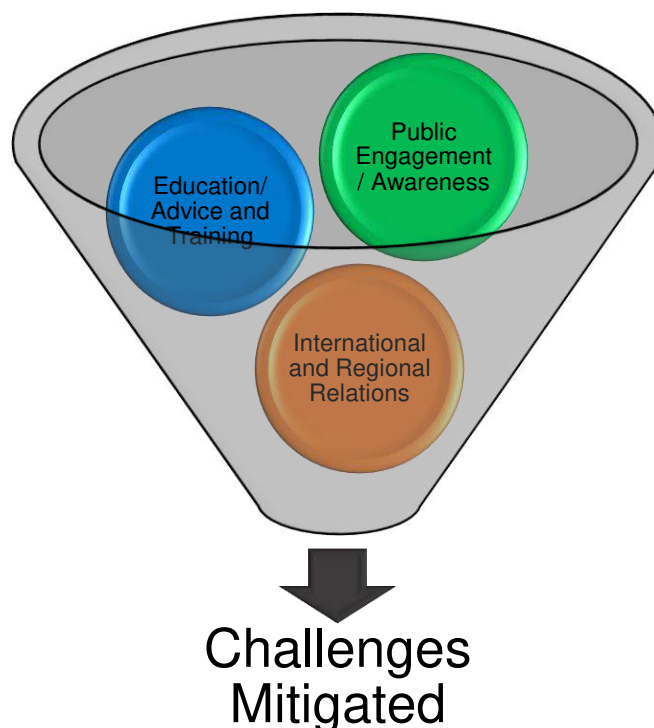 Public
Engagement
/ Awareness
Education/
Advice and
Training
International
and Regional
Relations
Challenges
Mitigated